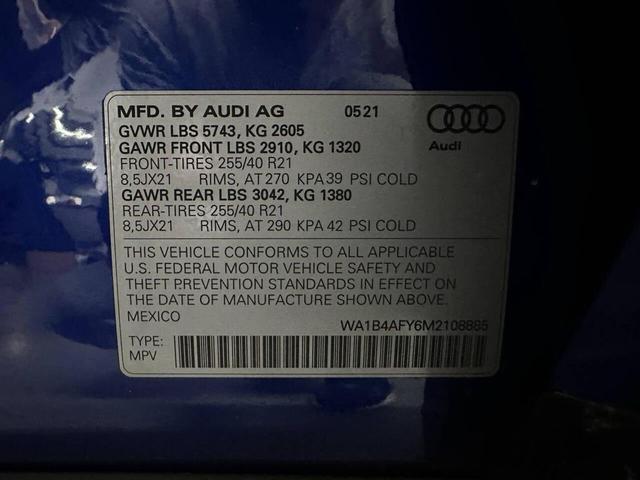 MFD. BY AUDI AG 05 21
GVWR LBS 5743, KG 2605
GAWR FRONT LBS 2910, KG 1320
FRONT-TIRES 255/40 R21
8,5JX21 RIMS, AT 270 KPA 39 PSI COLD
GAWR REAR LBS 3042, KG 1380
REAR-TIRES 255/40 R21
8,5JX21 RIMS, AT 290 KPA 42 PSI COLD
Audi
THIS VEHICLE CONFORMS TO ALL APPLICABLE
U.S. FEDERAL MOTOR VEHICLE SAFETY AND
THEFT PREVENTION STANDARDS IN EFFECT ON
THE DATE OF MANUFACTURE SHOWN ABOVE.
MEXICO
WA1B4AFY6M2108885
TYPE:
MPV